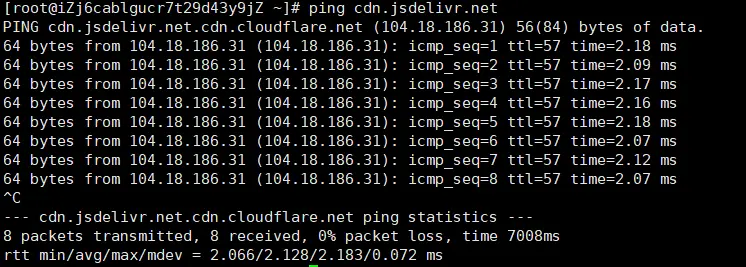 [root@iZj6cablgucr7t29d43y9jZ ~]# ping cdn.jsdelivr.net
PING cdn.jsdelivr.net.cdn.cloudflare.net (104.18.186.31) 56(84) bytes of data.
64 bytes from 104.18.186.31 (104.18.186.31): icmp_seq=1 ttl=57 time=2.18 ms
64 bytes from 104.18.186.31 (104.18.186.31): icmp_seq=2 ttl=57 time=2.09 ms
64 bytes from 104.18.186.31 (104.18.186.31): icmp_seq=3 ttl=57 time=2.17 ms
64 bytes from 104.18.186.31 (104.18.186.31): icmp_seq=4 ttl=57 time=2.16 ms
64 bytes from 104.18.186.31 (104.18.186.31): icmp_seq=5 ttl=57 time=2.18 ms
64 bytes from 104.18.186.31 (104.18.186.31): icmp_seq=6 ttl=57 time=2.07 ms
64 bytes from 104.18.186.31 (104.18.186.31): icmp_seq=7 ttl=57 time=2.12 ms
64 bytes from 104.18.186.31 (104.18.186.31): icmp_seq=8 ttl=57 time=2.07 ms
^C
--- cdn.jsdelivr.net.cdn.cloudflare.net ping statistics ---
8 packets transmitted, 8 received, 0% packet loss, time 7008ms
rtt min/avg/max/mdev = 2.066/2.128/2.183/0.072 ms